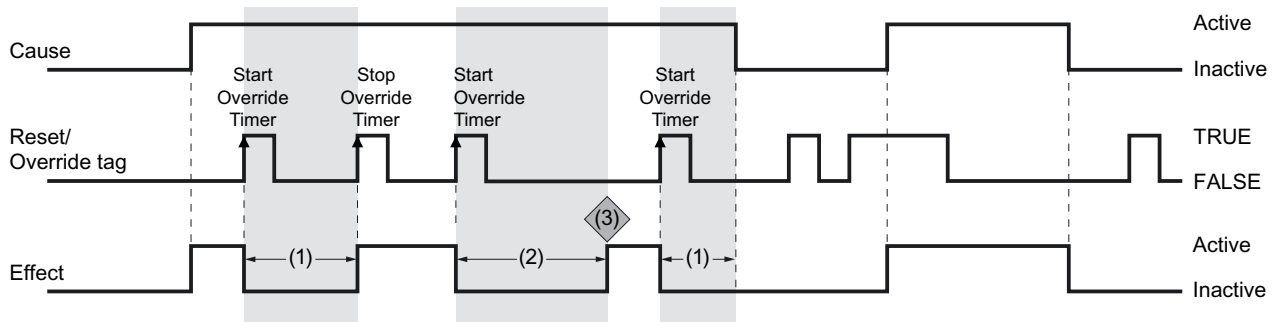 Cause
Active
Inactive
Start
Override
Timer
Stop
Override
Timer
Start
Override
Timer
Start
Override
Timer
Reset/
Override tag
TRUE
FALSE
(3)
Effect
(1)
(2)
(1)
Active
Inactive